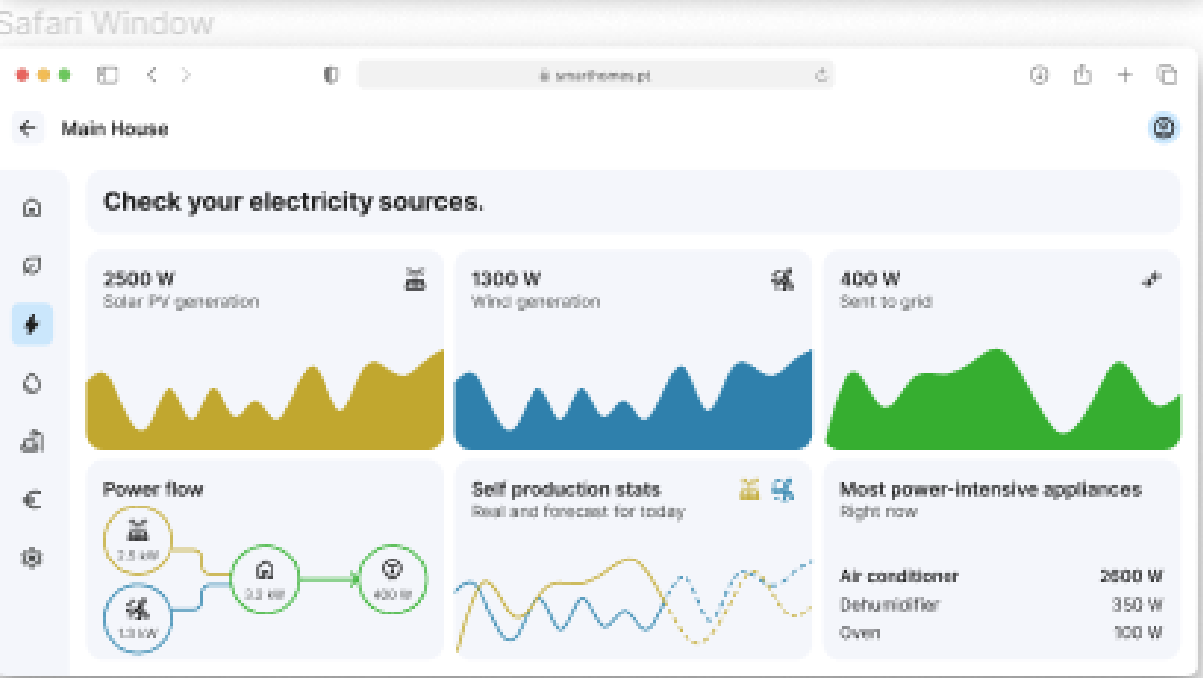 Safari Window
smarthomes.pt
Main House
Check your electricity sources.
2500 W
Solar PV generation
1300 W
Wind generation
400 W
Sent to grid
Power flow
2.5 kW
1.3 kW
3.2 kW
400 W
Self production stats
Real and forecast for today
Most power-intensive appliances
Right now
Air conditioner 2600 W
Dehumidifier 350 W
Oven 100 W